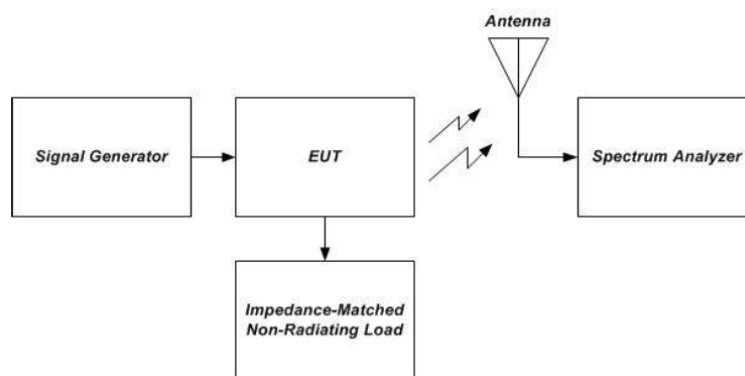 Antenna
Signal Generator
EUT
Spectrum Analyzer
Impedance-Matched
Non-Radiating Load